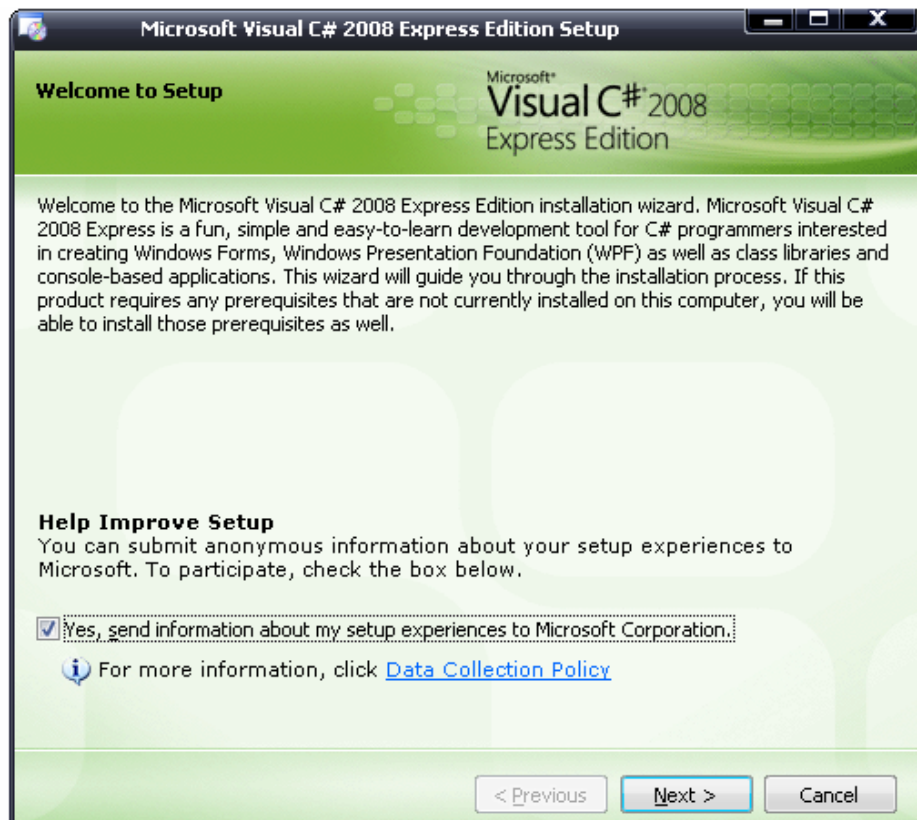 Microsoft Visual C# 2008 Express Edition Setup
Welcome to Setup
Microsoft®
Visual C# 2008
Express Edition
Welcome to the Microsoft Visual C# 2008 Express Edition installation wizard. Microsoft Visual C#
2008 Express is a fun, simple and easy-to-learn development tool for C# programmers interested
in creating Windows Forms, Windows Presentation Foundation (WPF) as well as class libraries and
console-based applications. This wizard will guide you through the installation process. If this
product requires any prerequisites that are not currently installed on this computer, you will be
able to install those prerequisites as well.
Help Improve Setup
You can submit anonymous information about your setup experiences to
Microsoft. To participate, check the box below.
Yes, send information about my setup experiences to Microsoft Corporation.
For more information, click Data Collection Policy
< Previous
Next >
Cancel